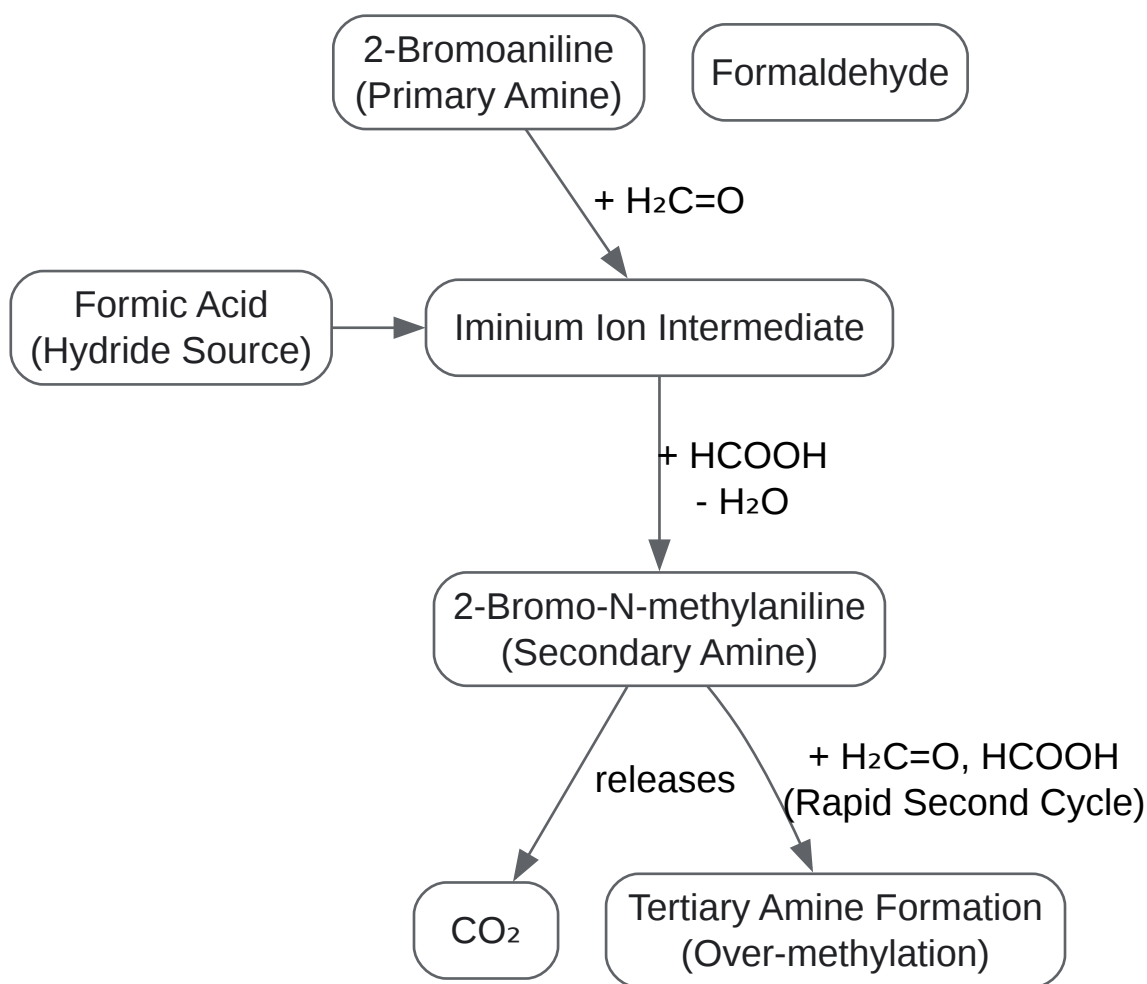 2-Bromoaniline
(Primary Amine)
Formaldehyde
+ H₂C=O
Formic Acid
(Hydride Source)
Iminium Ion Intermediate
+ HCOOH
- H₂O
2-Bromo-N-methylaniline
(Secondary Amine)
releases
+ H₂C=O, HCOOH
(Rapid Second Cycle)
CO₂
Tertiary Amine Formation
(Over-methylation)